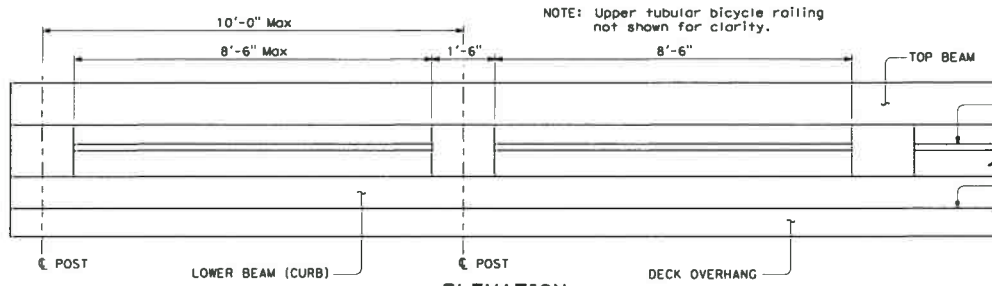 NOTE: Upper tubular bicycle railing
not shown for clarity.
10'-0" Max
8'-6" Max
1'-6"
8'-6"
TOP BEAM
℄ POST
LOWER BEAM (CURB)
℄ POST
DECK OVERHANG